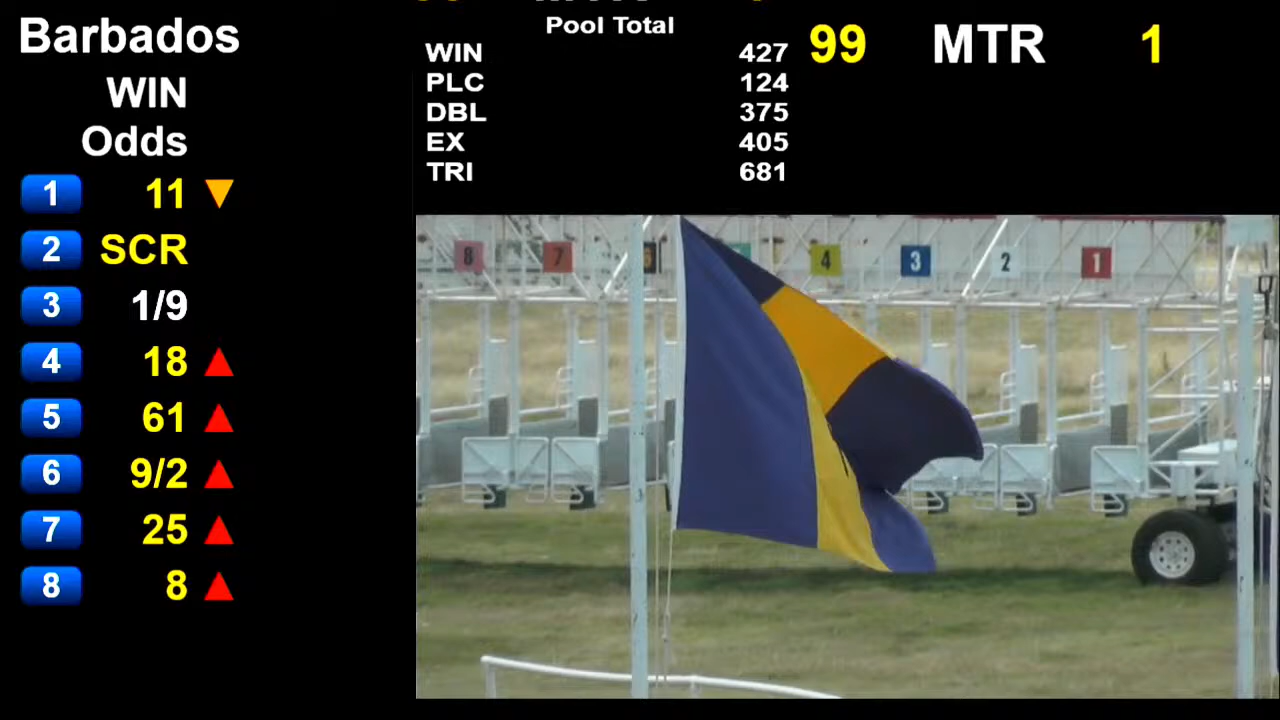 Barbados
WIN
Odds
1 11
2 SCR
3 1/9
4 18
5 61
6 9/2
7 25
8 8
Pool Total
WIN 427
PLC 124
DBL 375
EX 405
TRI 681
99 MTR 1
8 7 4 3 2 1